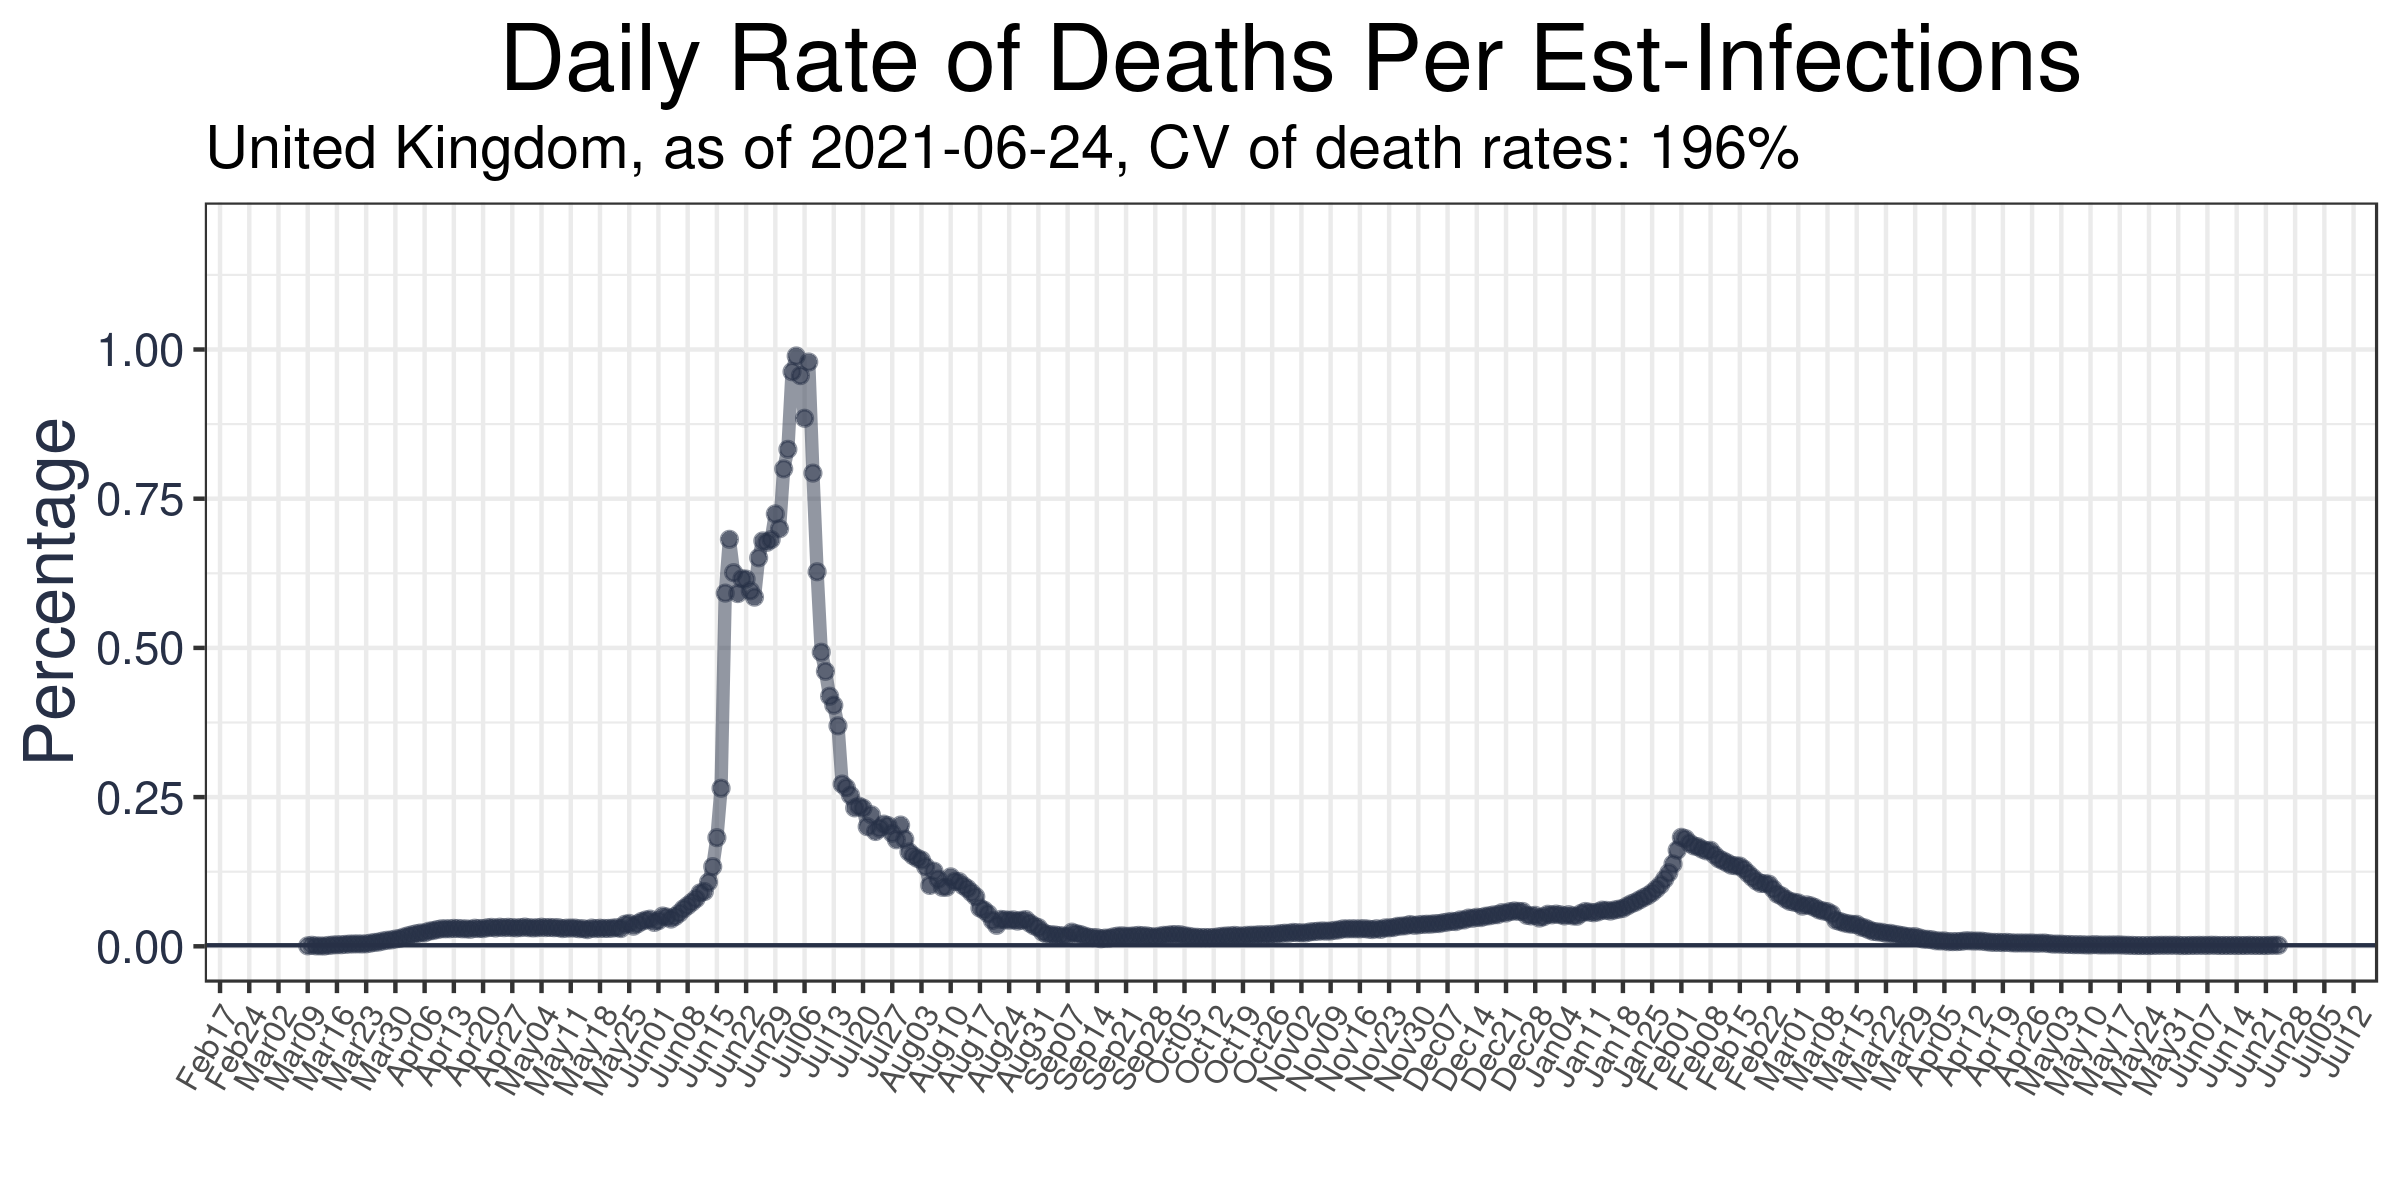 Daily Rate of Deaths Per Est-Infections
United Kingdom, as of 2021-06-24, CV of death rates: 196%
Percentage
1.00
0.75
0.50
0.25
0.00
Feb17
Feb24
Mar02
Mar09
Mar16
Mar23
Mar30
Apr06
Apr13
Apr20
Apr27
May04
May11
May18
May25
Jun01
Jun08
Jun15
Jun22
Jun29
Jul06
Jul13
Jul20
Jul27
Aug03
Aug10
Aug17
Aug24
Aug31
Sep07
Sep14
Sep21
Sep28
Oct05
Oct12
Oct19
Oct26
Nov02
Nov09
Nov16
Nov23
Nov30
Dec07
Dec14
Dec21
Dec28
Jan04
Jan11
Jan18
Jan25
Feb01
Feb08
Feb15
Feb22
Mar01
Mar08
Mar15
Mar22
Mar29
Apr05
Apr12
Apr19
Apr26
May03
May10
May17
May24
May31
Jun07
Jun14
Jun21
Jun28
Jul05
Jul12